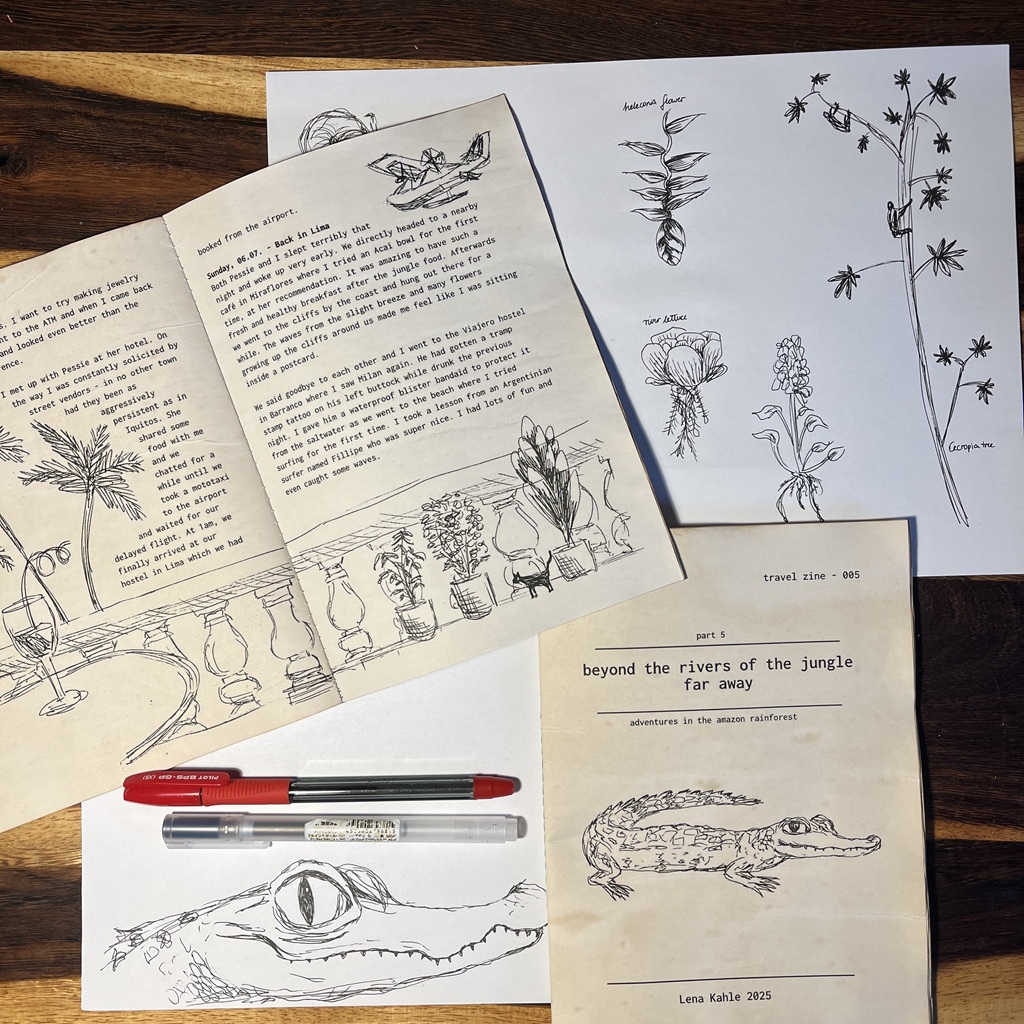 s. I want to try making jewelry
nt to the ATM and when I came back
and looked even better than the
ence.
I met up with Pessie at her hotel. On
the way I was constantly solicited by
street vendors - in no other town
had they been as
aggressively
persistent as in
Iquitos. She
shared some
food with me
and we
chatted for a
while until we
took a mototaxi
to the airport
and waited for our
delayed flight. At 1am, we
finally arrived at our
hostel in Lima which we had
booked from the airport.
Sunday, 06.07. - Back in Lima
Both Pessie and I slept terribly that
night and woke up very early. We directly headed to a nearby
café in Miraflores where I tried an Acai bowl for the first
time, at her recommendation. It was amazing to have such a
fresh and healthy breakfast after the jungle food. Afterwards
we went to the cliffs by the coast and hung out there for a
while. The waves from the slight breeze and many flowers
growing up the cliffs around us made me feel like I was sitting
inside a postcard.
We said goodbye to each other and I went to the Viajero hostel
in Barranco where I saw Milan again. He had gotten a tramp
stamp tattoo on his left buttock while drunk the previous
night. I gave him a waterproof blister bandaid to protect it
from the saltwater as we went to the beach where I tried
surfing for the first time. I took a lesson from an Argentinian
surfer named Fillipe who was super nice. I had lots of fun and
even caught some waves.
heleconia flower
river lettuce
Cecropia tree
travel zine - 005
part 5
beyond the rivers of the jungle
far away
adventures in the amazon rainforest
Lena Kahle 2025
PILOT BPS-GP (XB)